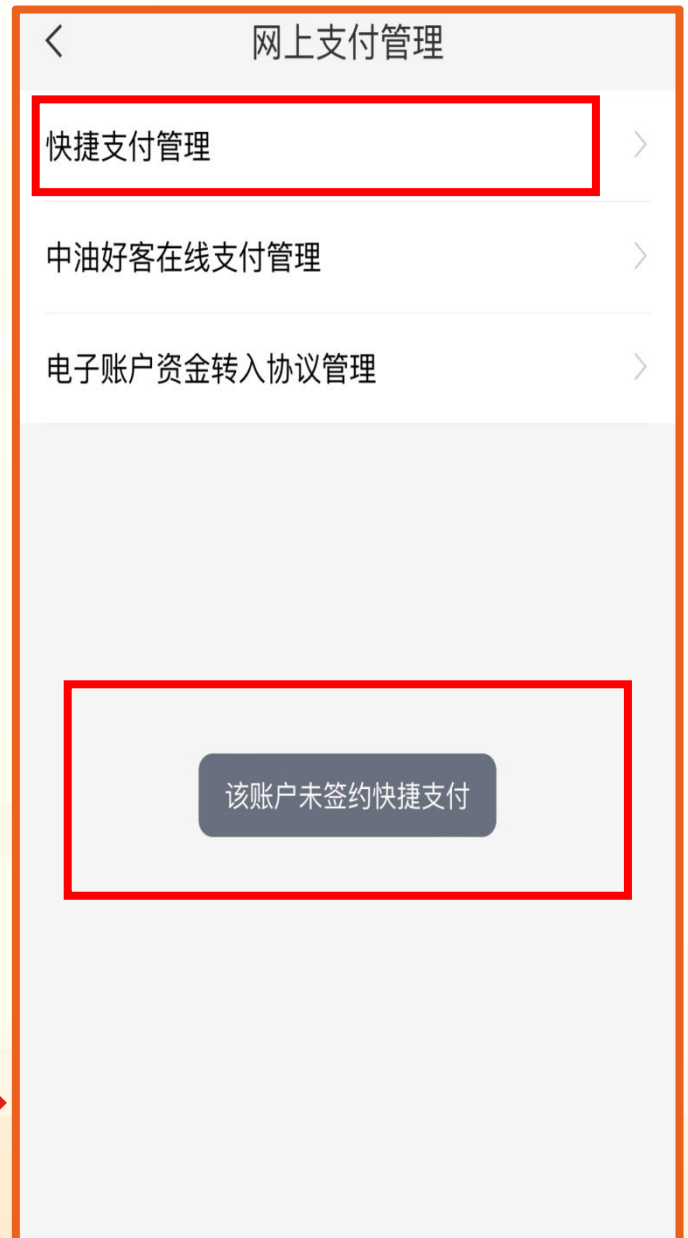 网上支付管理
快捷支付管理
中油好客在线支付管理
电子账户资金转入协议管理
该账户未签约快捷支付